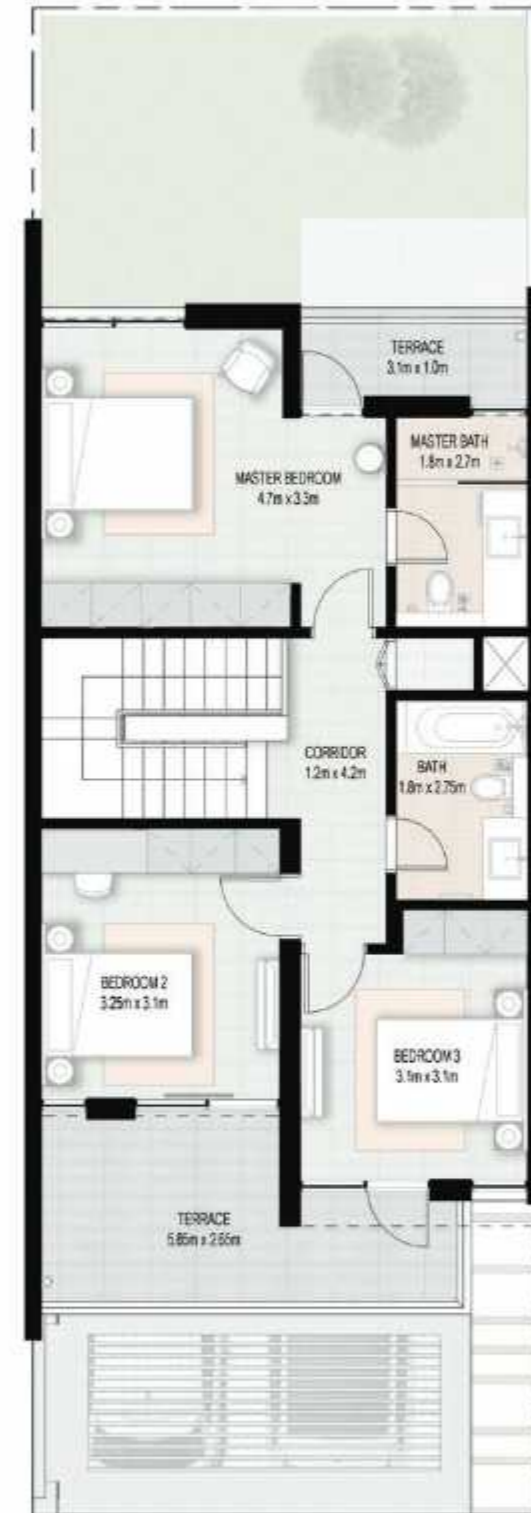 TERRACE
3.1m x 1.0m
MASTER BATH
1.8m x 2.7m
MASTER BEDROOM
4.7m x 3.3m
CORRIDOR
1.2m x 4.2m
BATH
1.8m x 2.75m
BEDROOM 2
3.25m x 3.1m
BEDROOM 3
3.1m x 3.1m
TERRACE
5.65m x 2.55m